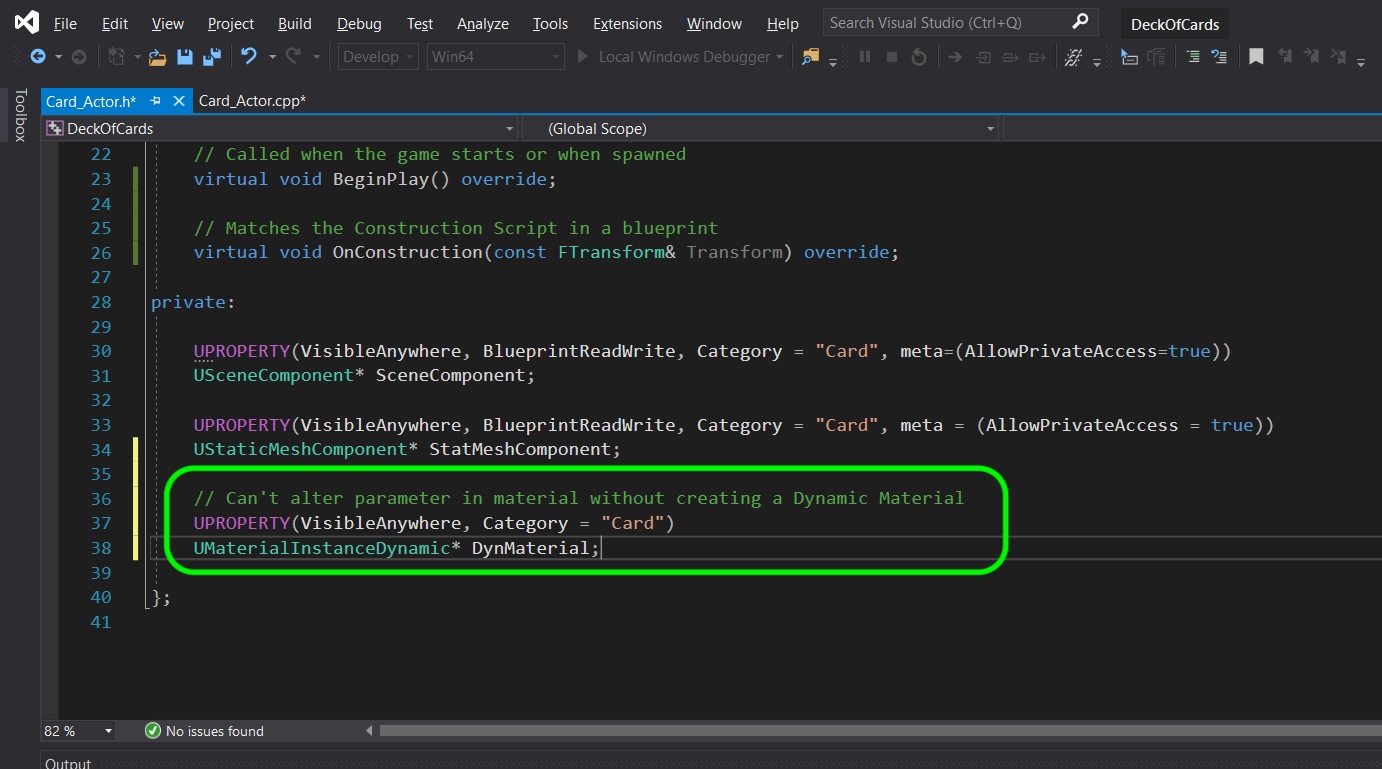 File Edit View Project Build Debug Test Analyze Tools Extensions Window Help Search Visual Studio (Ctrl+Q) DeckOfCards
Develop Win64 Local Windows Debugger
Toolbox
Card_Actor.h* Card_Actor.cpp*
DeckOfCards (Global Scope)
22 // Called when the game starts or when spawned
23 virtual void BeginPlay() override;
24
25 // Matches the Construction Script in a blueprint
26 virtual void OnConstruction(const FTransform& Transform) override;
27
28 private:
29
30 UPROPERTY(VisibleAnywhere, BlueprintReadWrite, Category = "Card", meta=(AllowPrivateAccess=true))
31 USceneComponent* SceneComponent;
32
33 UPROPERTY(VisibleAnywhere, BlueprintReadWrite, Category = "Card", meta = (AllowPrivateAccess = true))
34 UStaticMeshComponent* StatMeshComponent;
35
36 // Can't alter parameter in material without creating a Dynamic Material
37 UPROPERTY(VisibleAnywhere, Category = "Card")
38 UMaterialInstanceDynamic* DynMaterial;
39
40 };
41
82 % No issues found
Output